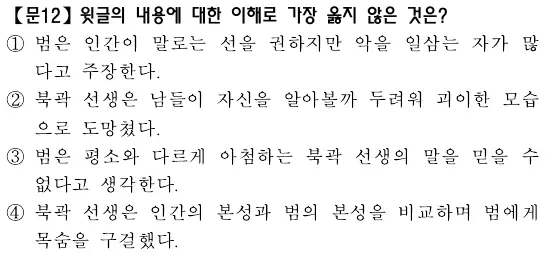 【문12】 윗글의 내용에 대한 이해로 가장 옳지 않은 것은?
① 범은 인간이 말로는 선을 권하지만 악을 일삼는 자가 많
다고 주장한다.
② 북곽 선생은 남들이 자신을 알아볼까 두려워 괴이한 모습
으로 도망쳤다.
③ 범은 평소와 다르게 아첨하는 북곽 선생의 말을 믿을 수
없다고 생각한다.
④ 북곽 선생은 인간의 본성과 범의 본성을 비교하며 범에게
목숨을 구걸했다.